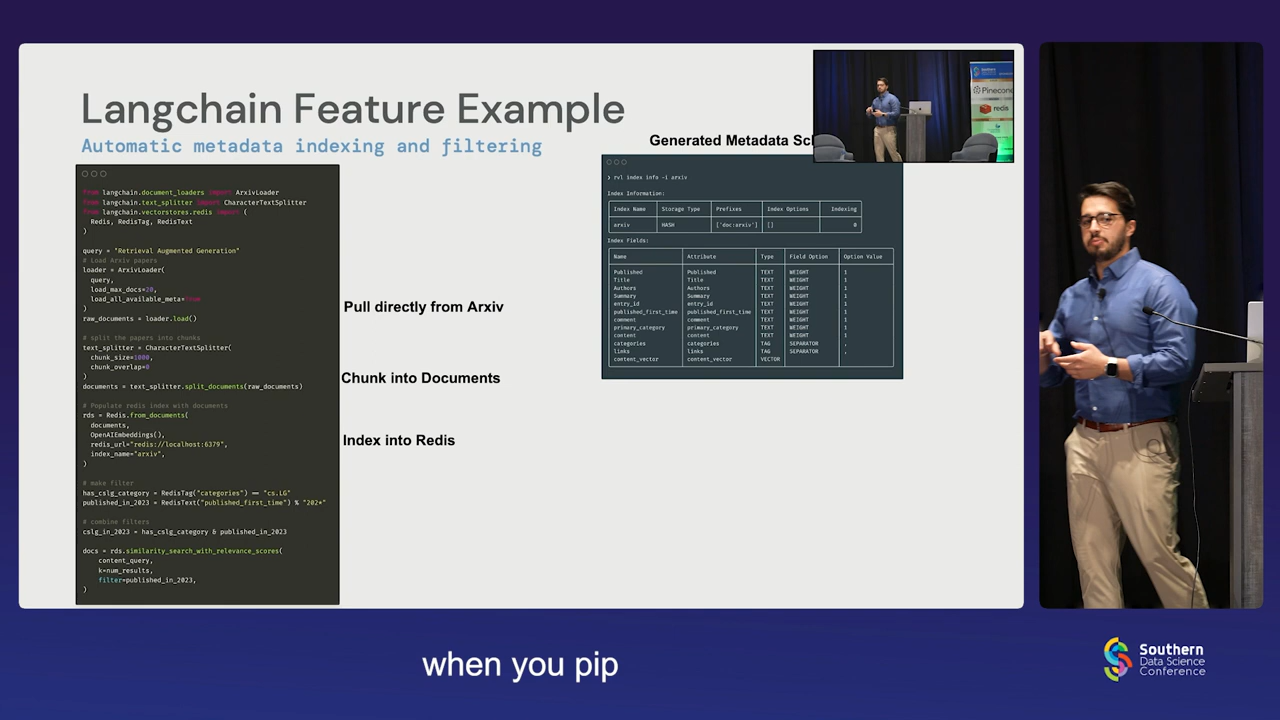 Langchain Feature Example
Automatic metadata indexing and filtering
from langchain.document_loaders import ArxivLoader
from langchain.text_splitter import CharacterTextSplitter
from langchain.vectorstores.redis import (
Redis, RedisTag, RedisText
)
query = "Retrieval Augmented Generation"
# Load Arxiv papers
loader = ArxivLoader(
query,
load_max_docs=20,
load_all_available_meta=True
)
raw_documents = loader.load()
# split the papers into chunks
text_splitter = CharacterTextSplitter(
chunk_size=1000,
chunk_overlap=0
)
documents = text_splitter.split_documents(raw_documents)
# Populate redis index with documents
rds = Redis.from_documents(
documents,
OpenAIEmbeddings(),
redis_url="redis://localhost:6379",
index_name="arxiv",
)
# make filter
has_cslg_category = RedisTag("categories") == "cs.LG"
published_in_2023 = RedisText("published_first_time") % "202*"
# combine filters
cslg_in_2023 = has_cslg_category & published_in_2023
docs = rds.similarity_search_with_relevance_scores(
content_query,
k=num_results,
filter=published_in_2023,
)
Pull directly from Arxiv
Chunk into Documents
Index into Redis
Generated Metadata Sc
❯ rvl index info -i arxiv
Index Information:
Index Name Storage Type Prefixes Index Options Indexing
arxiv HASH ['doc:arxiv'] [] 0
Index Fields:
Name Attribute Type Field Option Option Value
Published Published TEXT WEIGHT 1
Title Title TEXT WEIGHT 1
Authors Authors TEXT WEIGHT 1
Summary Summary TEXT WEIGHT 1
entry_id entry_id TEXT WEIGHT 1
published_first_time published_first_time TEXT WEIGHT 1
comment comment TEXT WEIGHT 1
primary_category primary_category TEXT WEIGHT 1
content content TEXT WEIGHT 1
categories categories TAG SEPARATOR ,
links links TAG SEPARATOR ,
content_vector content_vector VECTOR
Pinecone
redis
when you pip
Southern
Data Science
Conference